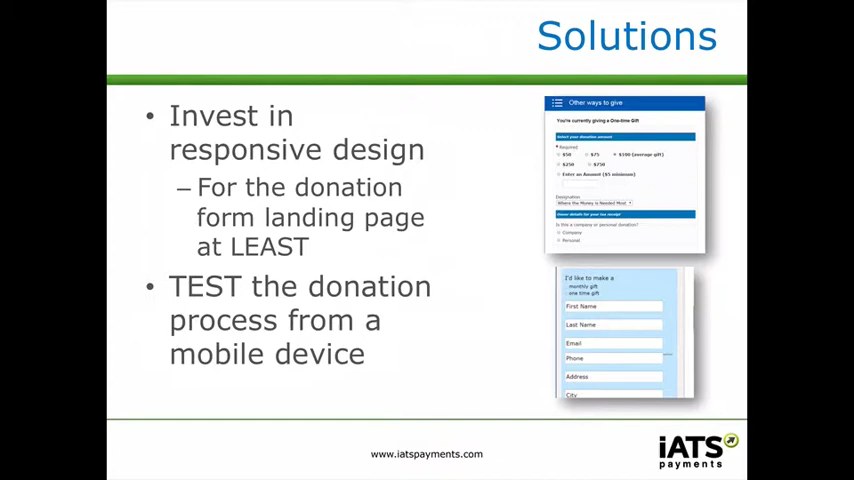 Solutions
• Invest in
responsive design
– For the donation
form landing page
at LEAST
• TEST the donation
process from a
mobile device
Other ways to give
You're currently giving a One-time Gift
Select your donation amount
* Required
$50 $75 $100 (average gift)
$250 $750
Enter an Amount ($5 minimum)
Designation
Where the Money is Needed Most
Donor details for your tax receipt
Is this a company or personal donation?
Company
Personal
I'd like to make a
monthly gift
one time gift
First Name
Last Name
Email
Phone
Address
City
www.iatspayments.com
iATS
payments